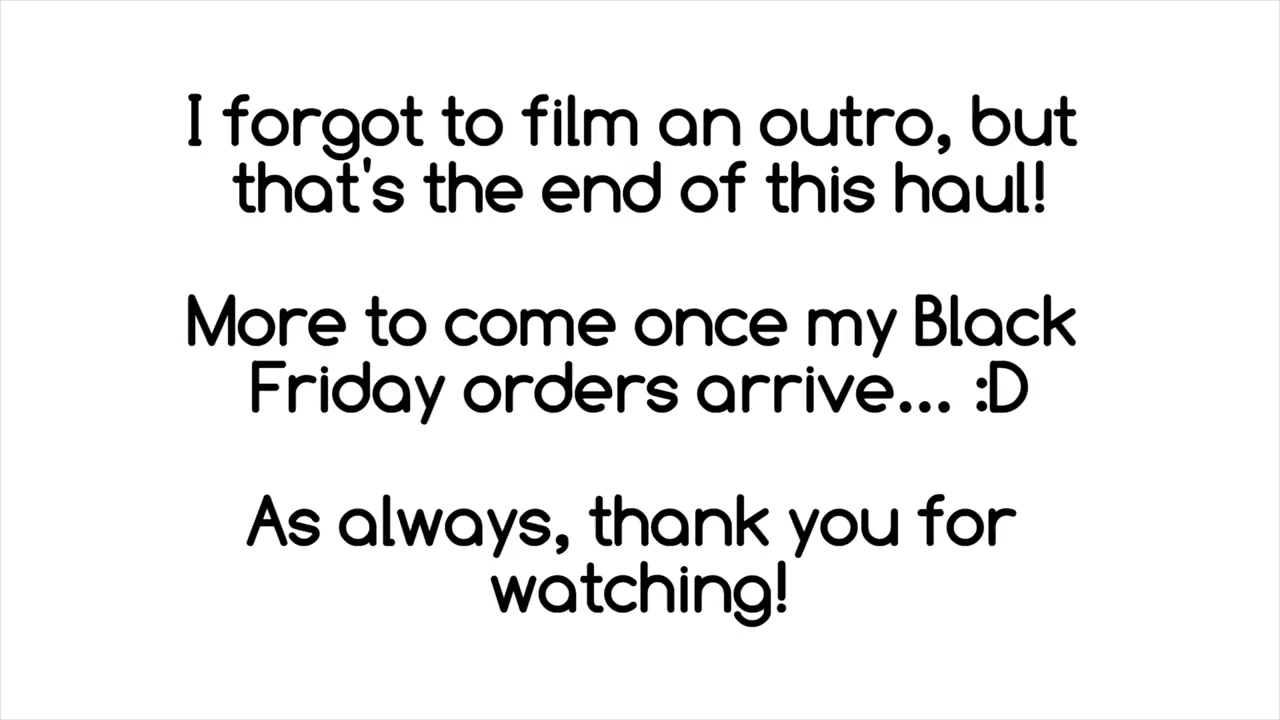 I forgot to film an outro, but
that's the end of this haul!
More to come once my Black
Friday orders arrive... :D
As always, thank you for
watching!